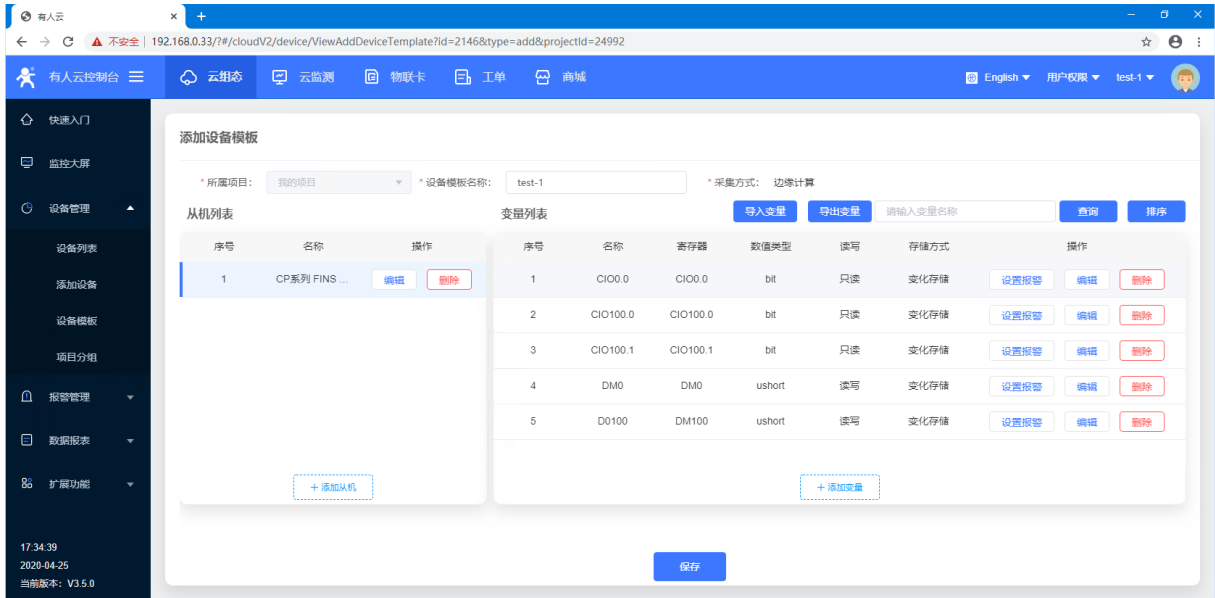 有人云
不安全 192.168.0.33/?#/cloudV2/device/ViewAddDeviceTemplate?id=2146&type=add&projectId=24992
有人云控制台 云组态 云监测 物联卡 工单 商城 English 用户权限 test-1
快速入门
监控大屏
设备管理
设备列表
添加设备
设备模板
项目分组
报警管理
数据报表
扩展功能
17:34:39
2020-04-25
当前版本：V3.5.0
添加设备模板
*所属项目： 我的项目 *设备模板名称： test-1 *采集方式： 边缘计算
从机列表
序号 名称 操作
1 CP系列 FINS ... 编辑 删除
+ 添加从机
变量列表 导入变量 导出变量 请输入变量名称 查询 排序
序号 名称 寄存器 数值类型 读写 存储方式 操作
1 CIO0.0 CIO0.0 bit 只读 变化存储 设置报警 编辑 删除
2 CIO100.0 CIO100.0 bit 只读 变化存储 设置报警 编辑 删除
3 CIO100.1 CIO100.1 bit 只读 变化存储 设置报警 编辑 删除
4 DM0 DM0 ushort 读写 变化存储 设置报警 编辑 删除
5 D0100 DM100 ushort 读写 变化存储 设置报警 编辑 删除
+ 添加变量
保存